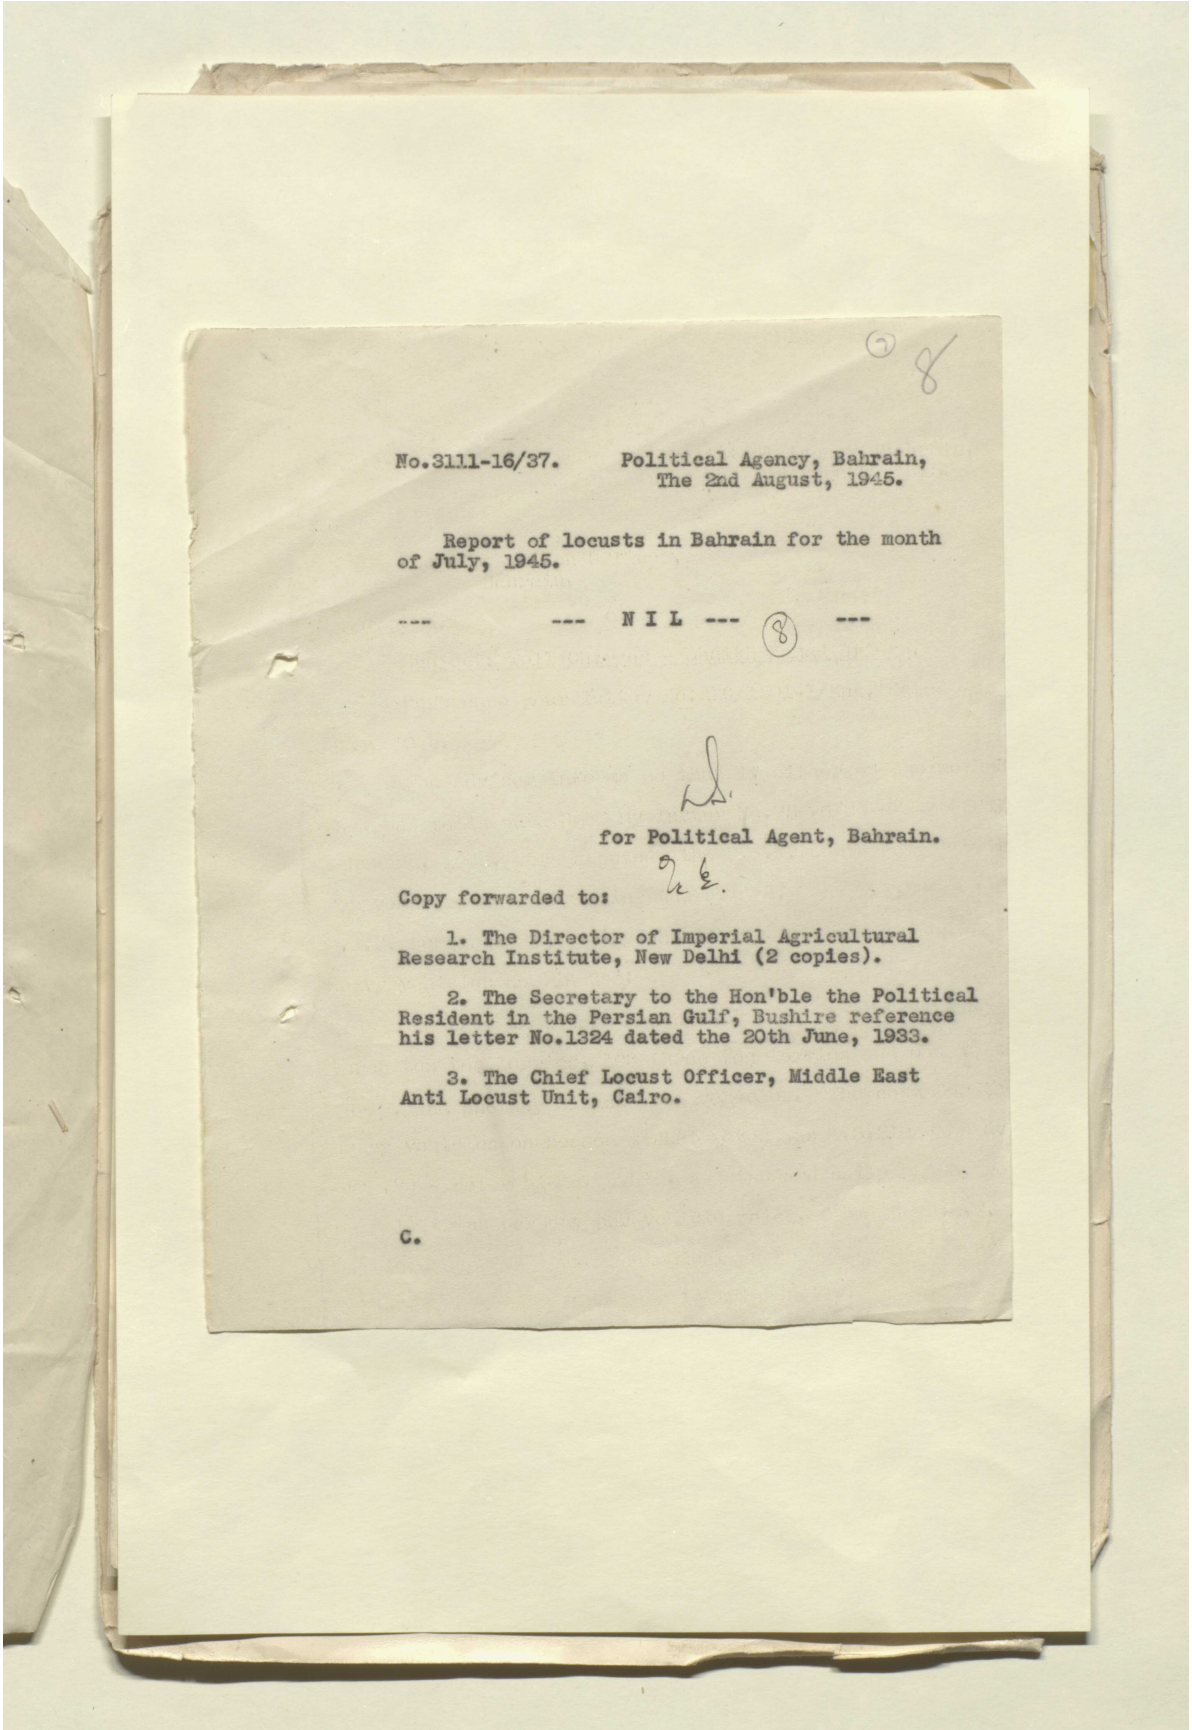 7
8
No.3111-16/37. Political Agency, Bahrain,
The 2nd August, 1945.
Report of locusts in Bahrain for the month
of July, 1945.
--- --- N I L --- 8 ---
for Political Agent, Bahrain.
Copy forwarded to:
1. The Director of Imperial Agricultural
Research Institute, New Delhi (2 copies).
2. The Secretary to the Hon'ble the Political
Resident in the Persian Gulf, Bushire reference
his letter No.1324 dated the 20th June, 1933.
3. The Chief Locust Officer, Middle East
Anti Locust Unit, Cairo.
C.